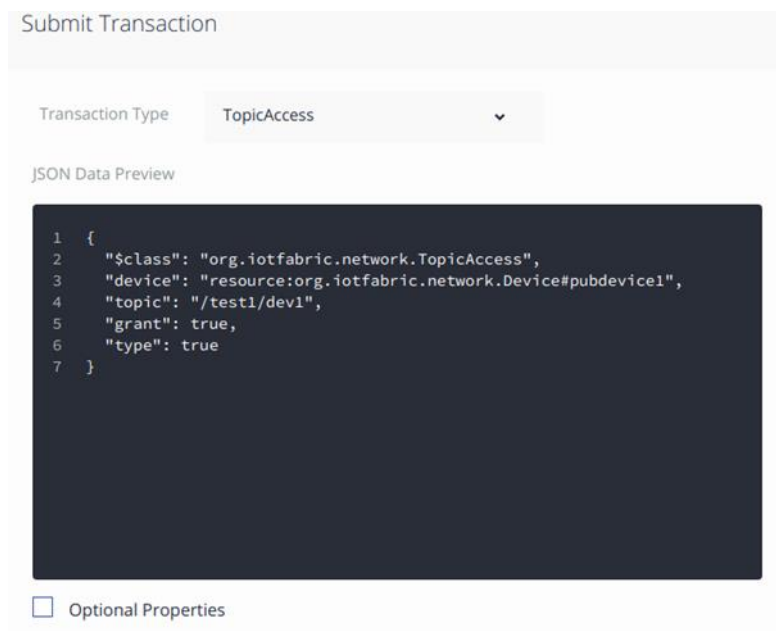 Submit Transaction
Transaction Type TopicAccess
JSON Data Preview
1 {
2 "$class": "org.iotfabric.network.TopicAccess",
3 "device": "resource:org.iotfabric.network.Device#pubdevice1",
4 "topic": "/test1/dev1",
5 "grant": true,
6 "type": true
7 }
Optional Properties